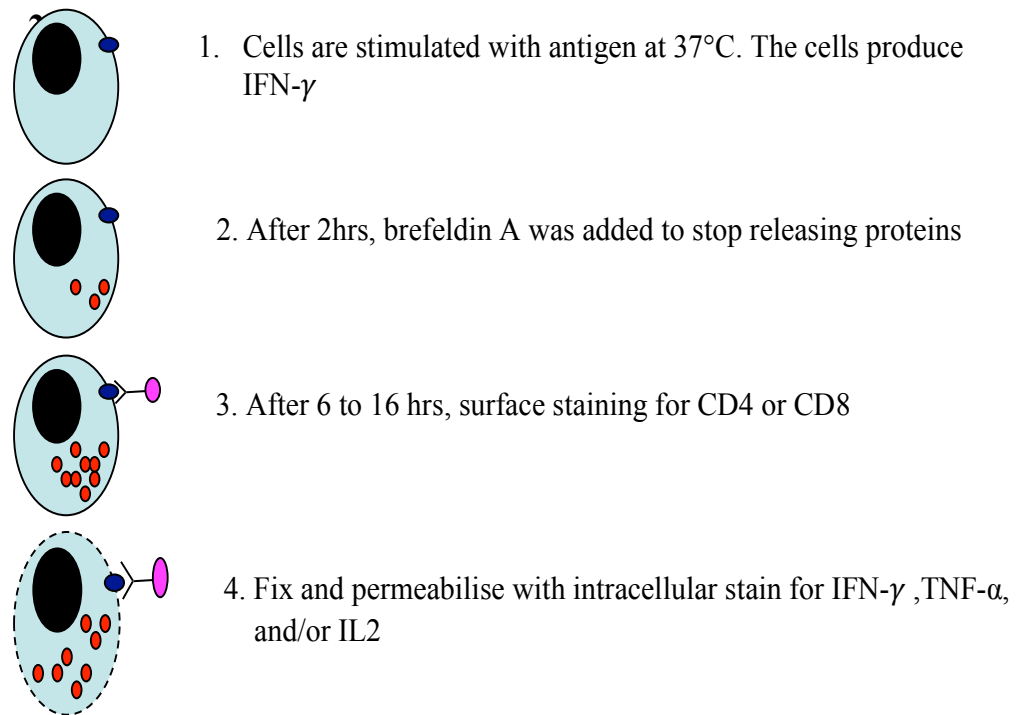 1. Cells are stimulated with antigen at 37°C. The cells produce
IFN-γ
2. After 2hrs, brefeldin A was added to stop releasing proteins
3. After 6 to 16 hrs, surface staining for CD4 or CD8
4. Fix and permeabilise with intracellular stain for IFN-γ ,TNF-α,
and/or IL2